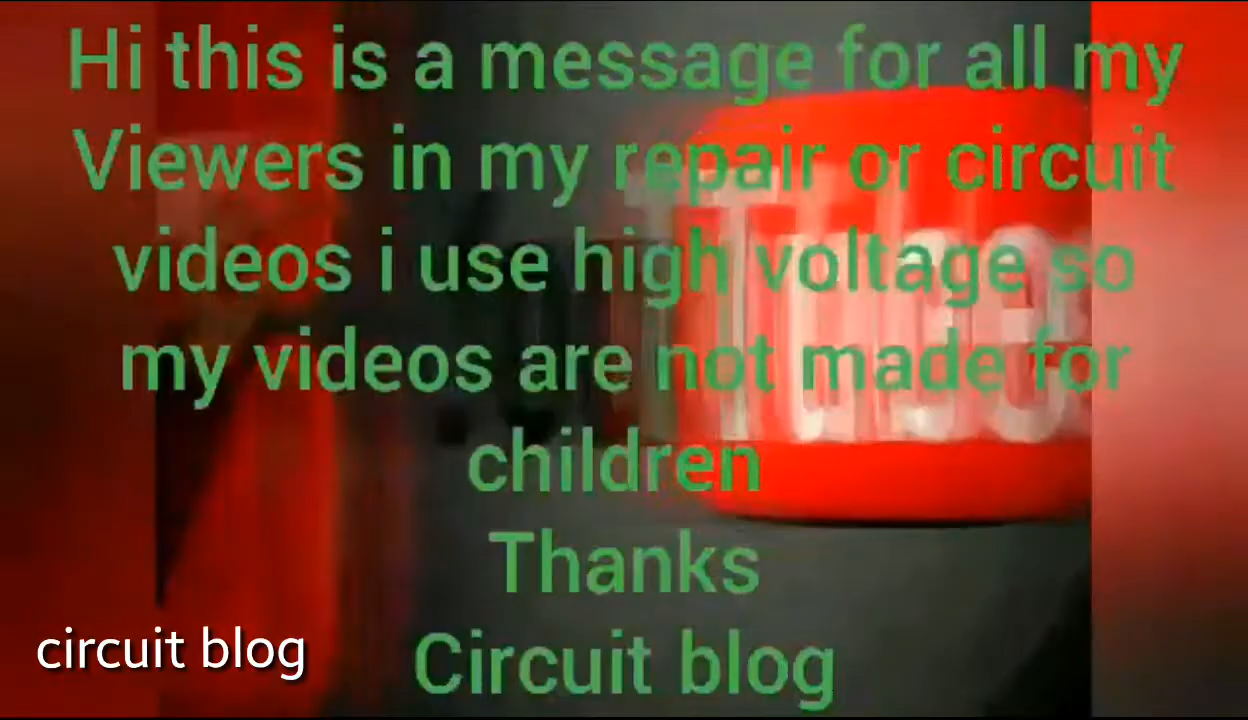 Hi this is a message for all my
Viewers in my repair or circuit
videos i use high voltage so
my videos are not made for
children
Thanks
Circuit blog
circuit blog